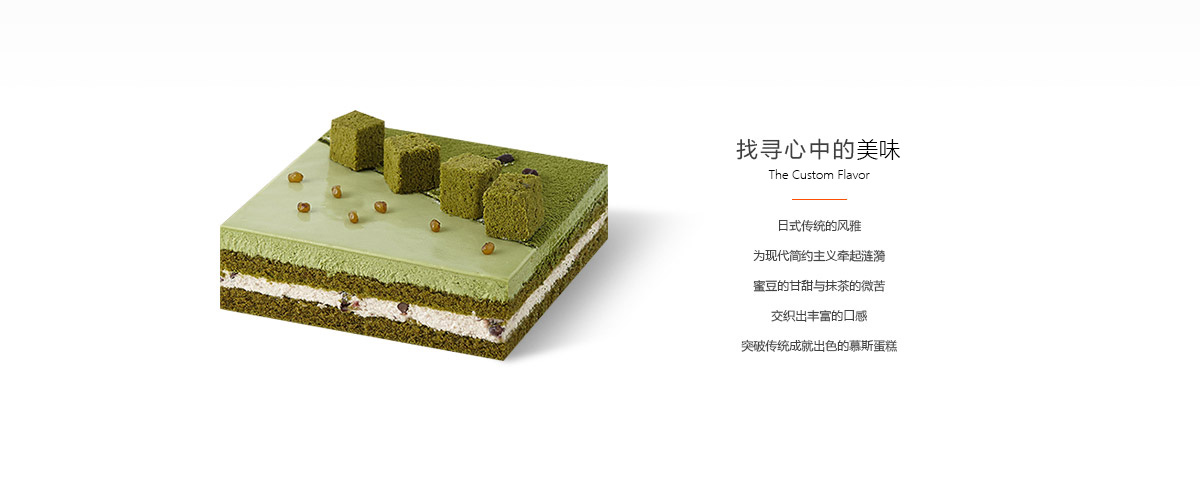 找寻心中的美味
The Custom Flavor
日式传统的风雅
为现代简约主义牵起涟漪
蜜豆的甘甜与抹茶的微苦
交织出丰富的口感
突破传统成就出色的慕斯蛋糕